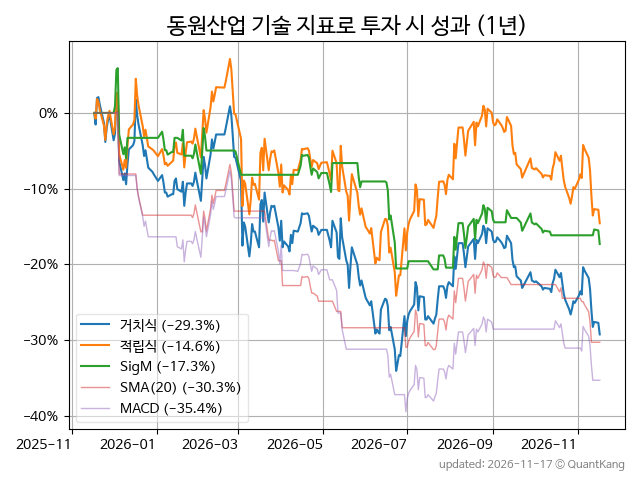 동원산업 기술 지표로 투자 시 성과 (1년)
0%
−10%
−20%
−30%
−40%
거치식 (−29.3%)
적립식 (−14.6%)
SigM (−17.3%)
SMA(20) (−30.3%)
MACD (−35.4%)
2025-11
2026-01
2026-03
2026-05
2026-07
2026-09
2026-11
updated: 2026-11-17 © QuantKang